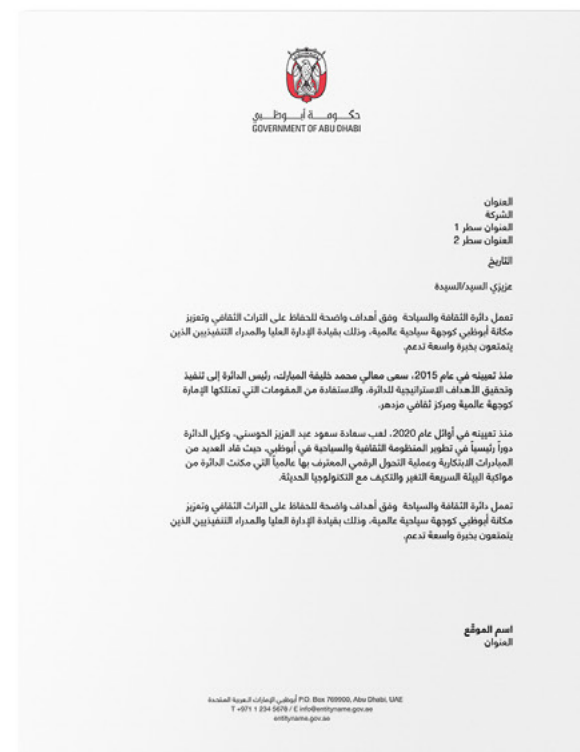 حكـــومـــة أبـــوظـــبي
GOVERNMENT OF ABU DHABI
العنوان
الشركة
العنوان سطر 1
العنوان سطر 2
التاريخ
عزيزي السيد/السيدة
تعمل دائرة الثقافة والسياحة وفق أهداف واضحة للحفاظ على التراث الثقافي وتعزيز
مكانة أبوظبي كوجهة سياحية عالمية، وذلك بقيادة الإدارة العليا والمدراء التنفيذيين الذين
يتمتعون بخبرة واسعة تدعم.
منذ تعيينه في عام 2015، سعى معالي محمد خليفة المبارك، رئيس الدائرة إلى تنفيذ
وتحقيق الأهداف الاستراتيجية للدائرة، والاستفادة من المقومات التي تمتلكها الإمارة
كوجهة عالمية ومركز ثقافي مزدهر.
منذ تعيينه في أوائل عام 2020، لعب سعادة سعود عبد العزيز الحوسني، وكيل الدائرة
دوراً رئيسياً في تطوير المنظومة الثقافية والسياحية في أبوظبي، حيث قاد العديد من
المبادرات الابتكارية وعملية التحول الرقمي المعترف بها عالمياً التي مكنت الدائرة من
مواكبة البيئة السريعة التغير والتكيف مع التكنولوجيا الحديثة.
تعمل دائرة الثقافة والسياحة وفق أهداف واضحة للحفاظ على التراث الثقافي وتعزيز
مكانة أبوظبي كوجهة سياحية عالمية، وذلك بقيادة الإدارة العليا والمدراء التنفيذيين الذين
يتمتعون بخبرة واسعة تدعم.
اسم الموقّع
العنوان
أبوظبي الإمارات العربية المتحدة P.O. Box 769900, Abu Dhabi, UAE
T +971 1 234 5678 / E info@entityname.gov.ae
entityname.gov.ae